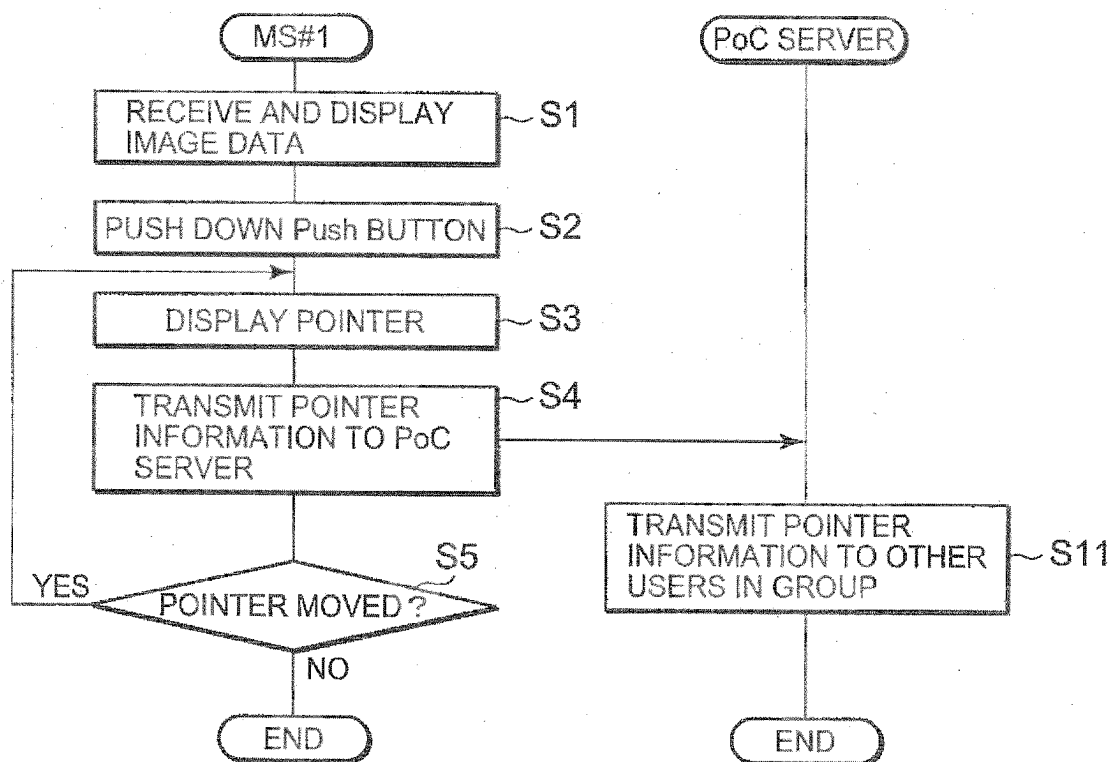 MS#1
RECEIVE AND DISPLAY
IMAGE DATA
S1
PUSH DOWN Push BUTTON
S2
DISPLAY POINTER
S3
TRANSMIT POINTER
INFORMATION TO PoC
SERVER
S4
S5
YES
POINTER MOVED ?
NO
END
PoC SERVER
TRANSMIT POINTER
INFORMATION TO OTHER
USERS IN GROUP
S11
END